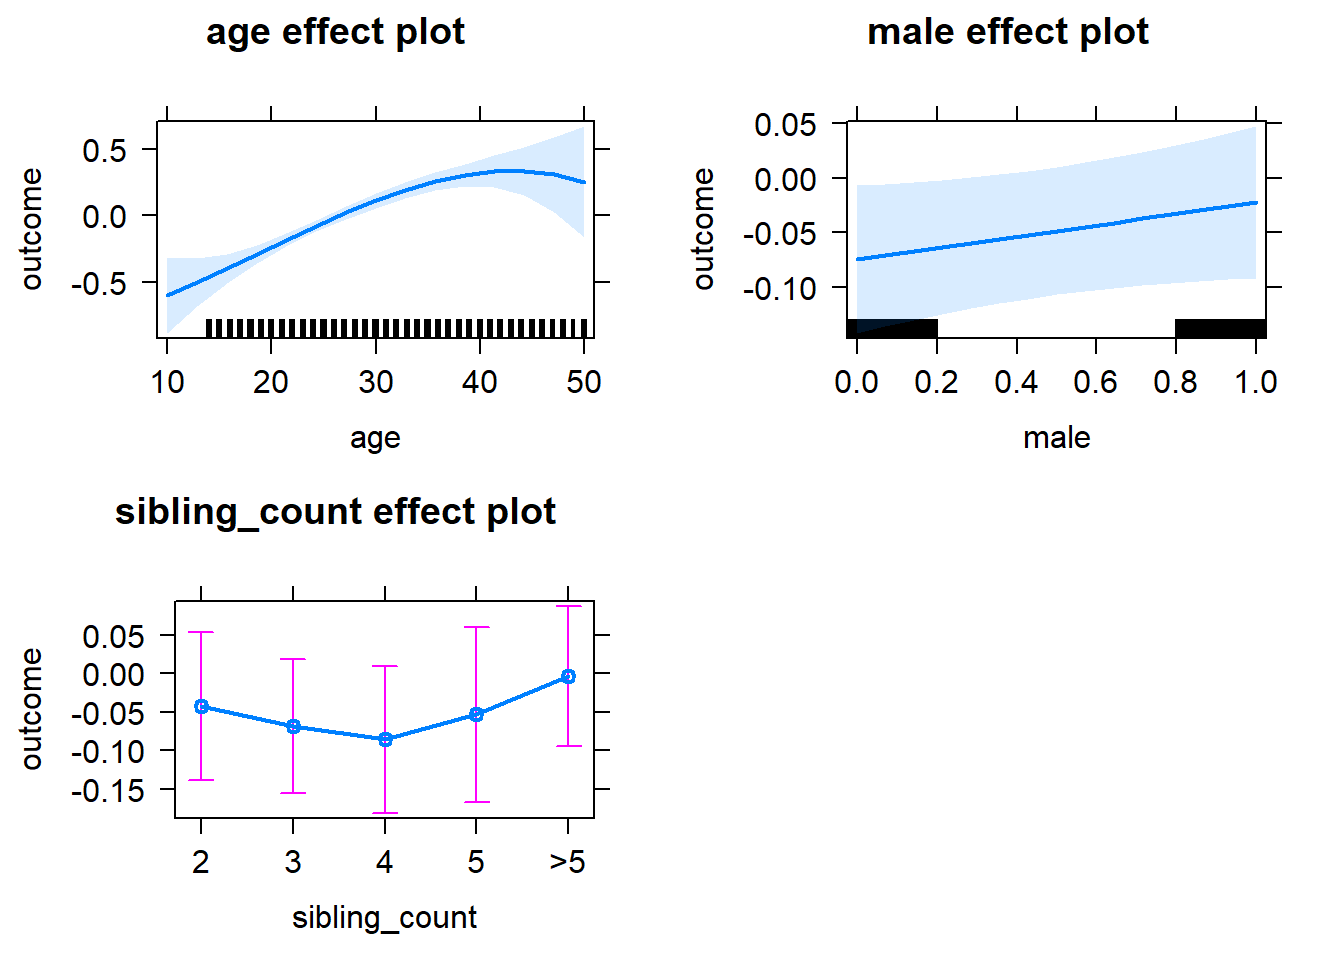 age effect plot
outcome
0.5
0.0
-0.5
10 20 30 40 50
age
male effect plot
outcome
0.05
0.00
-0.05
-0.10
0.0 0.2 0.4 0.6 0.8 1.0
male
sibling_count effect plot
outcome
0.05
0.00
-0.05
-0.10
-0.15
2 3 4 5 >5
sibling_count